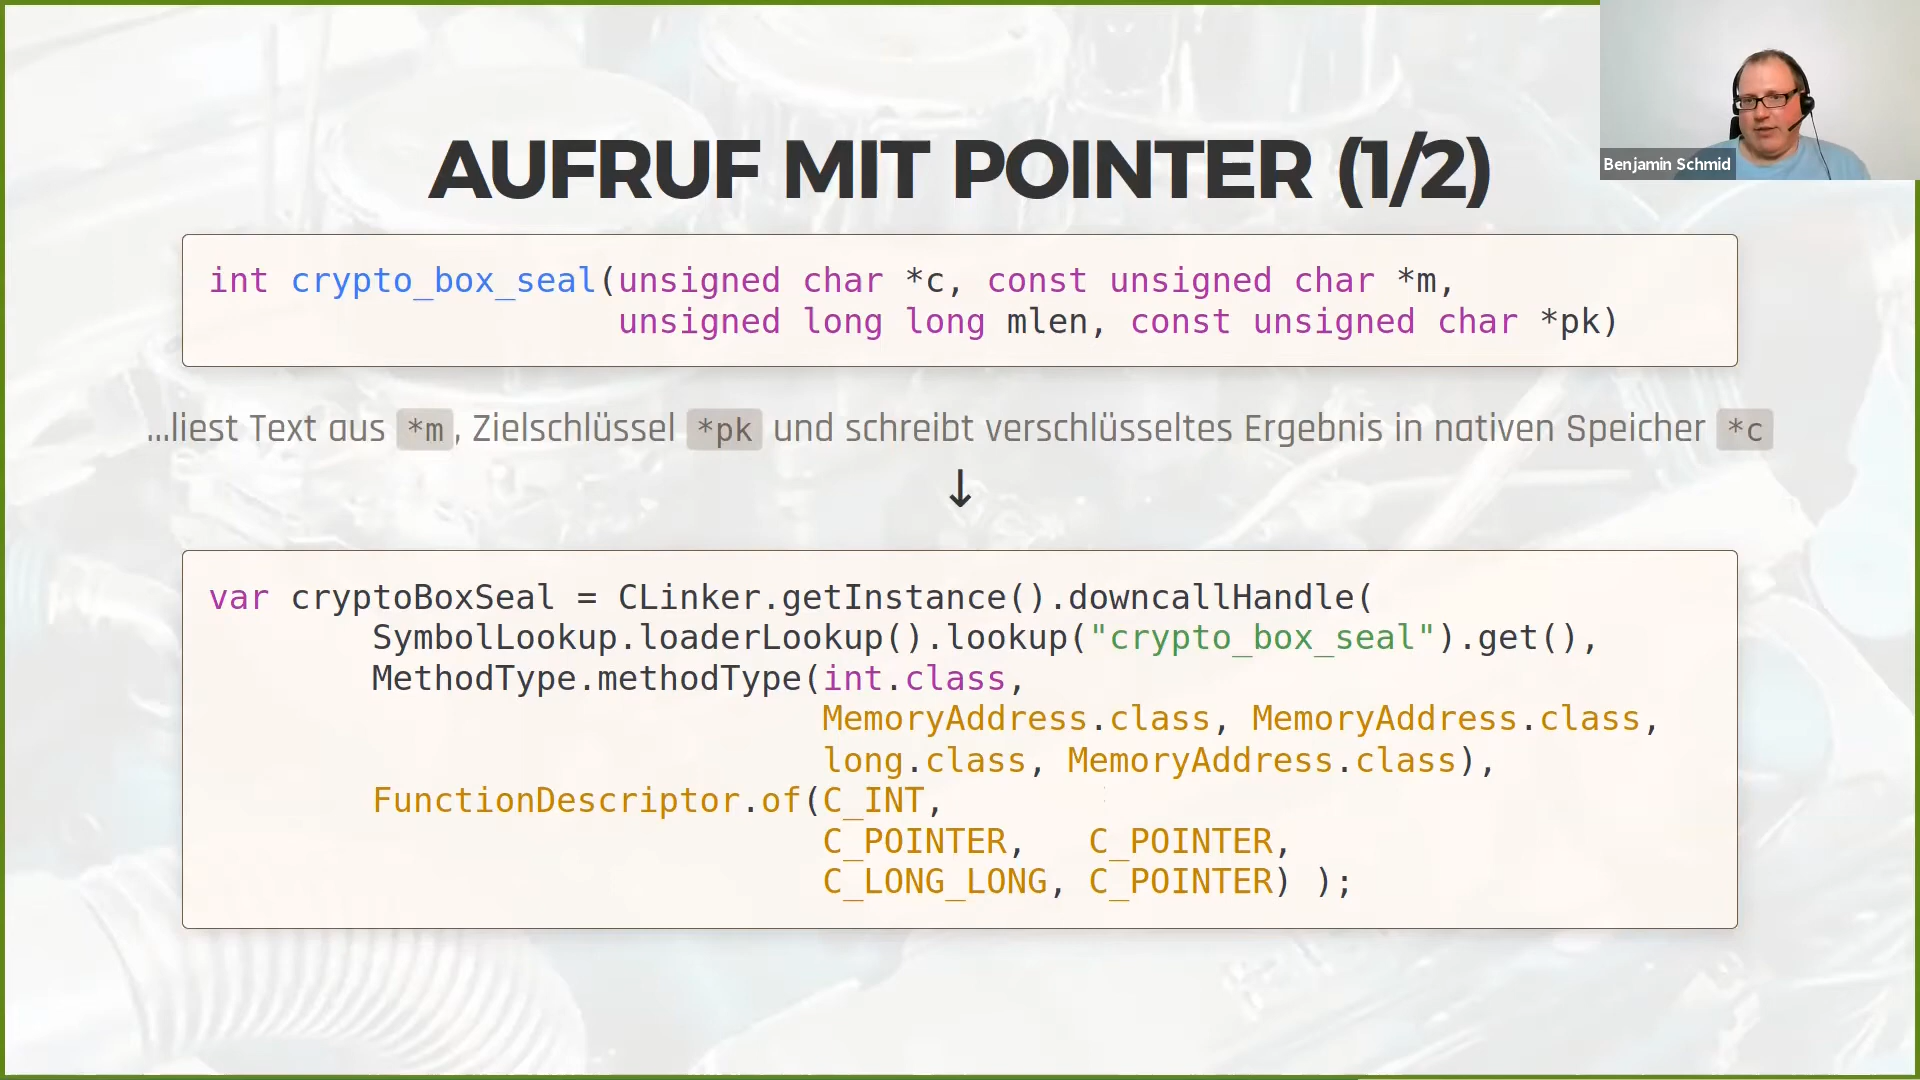 AUFRUF MIT POINTER (1/2)
Benjamin Schmid
int crypto_box_seal(unsigned char *c, const unsigned char *m,
unsigned long long mlen, const unsigned char *pk)
...liest Text aus *m, Zielschlüssel *pk und schreibt verschlüsseltes Ergebnis in nativen Speicher *c
↓
var cryptoBoxSeal = CLinker.getInstance().downcallHandle(
SymbolLookup.loaderLookup().lookup("crypto_box_seal").get(),
MethodType.methodType(int.class,
MemoryAddress.class, MemoryAddress.class,
long.class, MemoryAddress.class),
FunctionDescriptor.of(C_INT,
C_POINTER, C_POINTER,
C_LONG_LONG, C_POINTER) );